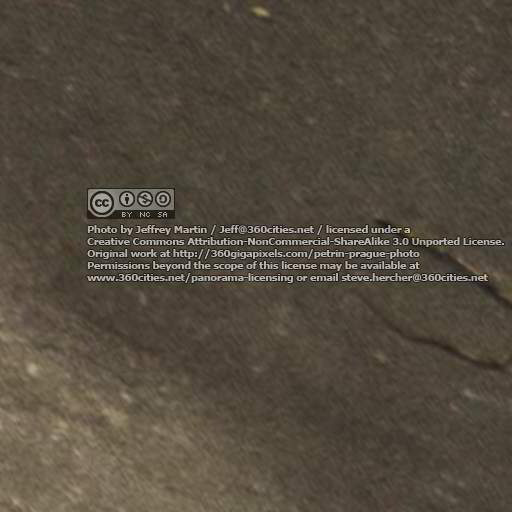 cc
BY NC SA
Photo by Jeffrey Martin / Jeff@360cities.net / licensed under a
Creative Commons Attribution-NonCommercial-ShareAlike 3.0 Unported License.
Original work at http://360gigapixels.com/petrin-prague-photo
Permissions beyond the scope of this license may be available at
www.360cities.net/panorama-licensing or email steve.hercher@360cities.net